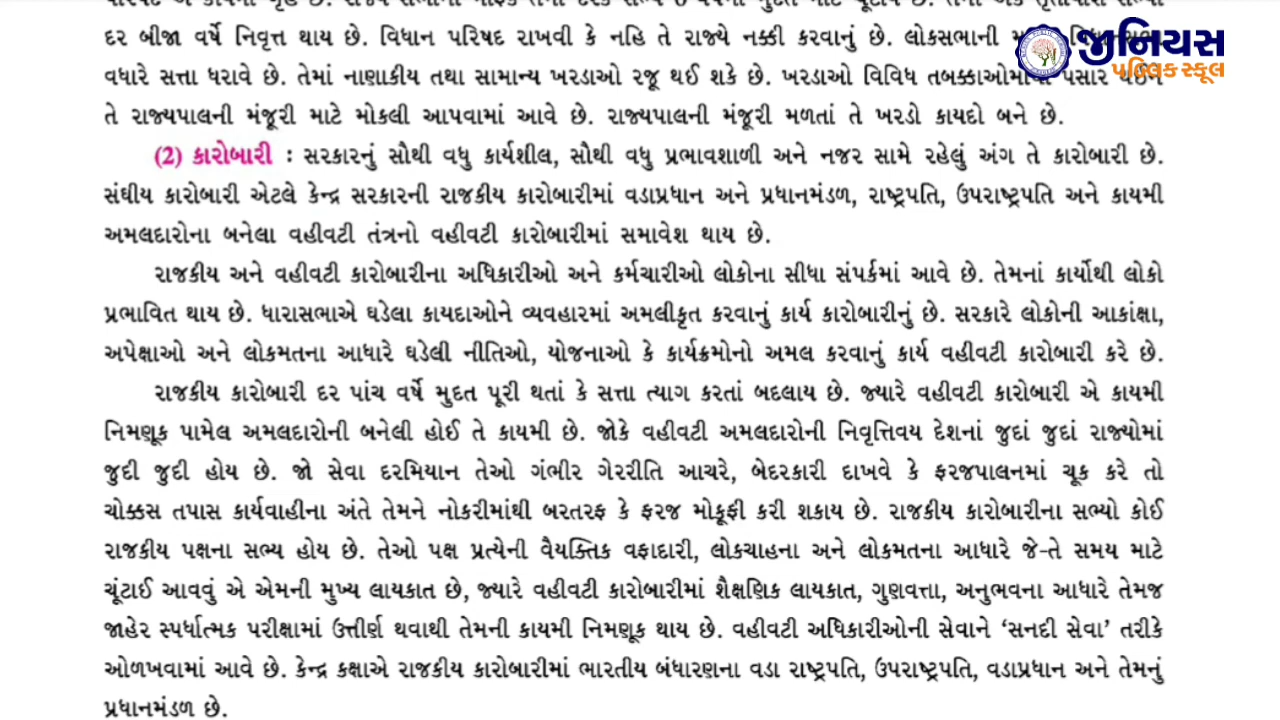 દર બીજા વર્ષે નિવૃત્ત થાય છે. વિધાન પરિષદ રાખવી કે નહિ તે રાજ્યે નક્કી કરવાનું છે. લોકસભાની
જીનિયસ
પબ્લિક સ્કૂલ
વધારે સત્તા ધરાવે છે. તેમાં નાણાકીય તથા સામાન્ય ખરડાઓ રજૂ થઈ શકે છે. ખરડાઓ વિવિધ તબક્કાઓમાંથી પસાર થઈને
તે રાજ્યપાલની મંજૂરી માટે મોકલી આપવામાં આવે છે. રાજ્યપાલની મંજૂરી મળતાં તે ખરડો કાયદો બને છે.
(2) કારોબારી : સરકારનું સૌથી વધુ કાર્યશીલ, સૌથી વધુ પ્રભાવશાળી અને નજર સામે રહેલું અંગ તે કારોબારી છે.
સંઘીય કારોબારી એટલે કેન્દ્ર સરકારની રાજકીય કારોબારીમાં વડાપ્રધાન અને પ્રધાનમંડળ, રાષ્ટ્રપતિ, ઉપરાષ્ટ્રપતિ અને કાયમી
અમલદારોના બનેલા વહીવટી તંત્રનો વહીવટી કારોબારીમાં સમાવેશ થાય છે.
રાજકીય અને વહીવટી કારોબારીના અધિકારીઓ અને કર્મચારીઓ લોકોના સીધા સંપર્કમાં આવે છે. તેમનાં કાર્યોથી લોકો
પ્રભાવિત થાય છે. ધારાસભાએ ઘડેલા કાયદાઓને વ્યવહારમાં અમલીકૃત કરવાનું કાર્ય કારોબારીનું છે. સરકારે લોકોની આકાંક્ષા,
અપેક્ષાઓ અને લોકમતના આધારે ઘડેલી નીતિઓ, યોજનાઓ કે કાર્યક્રમોનો અમલ કરવાનું કાર્ય વહીવટી કારોબારી કરે છે.
રાજકીય કારોબારી દર પાંચ વર્ષે મુદત પૂરી થતાં કે સત્તા ત્યાગ કરતાં બદલાય છે. જ્યારે વહીવટી કારોબારી એ કાયમી
નિમણૂક પામેલ અમલદારોની બનેલી હોઈ તે કાયમી છે. જોકે વહીવટી અમલદારોની નિવૃત્તિવય દેશનાં જુદાં જુદાં રાજ્યોમાં
જુદી જુદી હોય છે. જો સેવા દરમિયાન તેઓ ગંભીર ગેરરીતિ આચરે, બેદરકારી દાખવે કે ફરજપાલનમાં ચૂક કરે તો
ચોક્કસ તપાસ કાર્યવાહીના અંતે તેમને નોકરીમાંથી બરતરફ કે ફરજ મોકૂફી કરી શકાય છે. રાજકીય કારોબારીના સભ્યો કોઈ
રાજકીય પક્ષના સભ્ય હોય છે. તેઓ પક્ષ પ્રત્યેની વૈયક્તિક વફાદારી, લોકચાહના અને લોકમતના આધારે જે-તે સમય માટે
ચૂંટાઈ આવવું એ એમની મુખ્ય લાયકાત છે, જ્યારે વહીવટી કારોબારીમાં શૈક્ષણિક લાયકાત, ગુણવત્તા, અનુભવના આધારે તેમજ
જાહેર સ્પર્ધાત્મક પરીક્ષામાં ઉત્તીર્ણ થવાથી તેમની કાયમી નિમણૂક થાય છે. વહીવટી અધિકારીઓની સેવાને ‘સનદી સેવા’ તરીકે
ઓળખવામાં આવે છે. કેન્દ્ર કક્ષાએ રાજકીય કારોબારીમાં ભારતીય બંધારણના વડા રાષ્ટ્રપતિ, ઉપરાષ્ટ્રપતિ, વડાપ્રધાન અને તેમનું
પ્રધાનમંડળ છે.